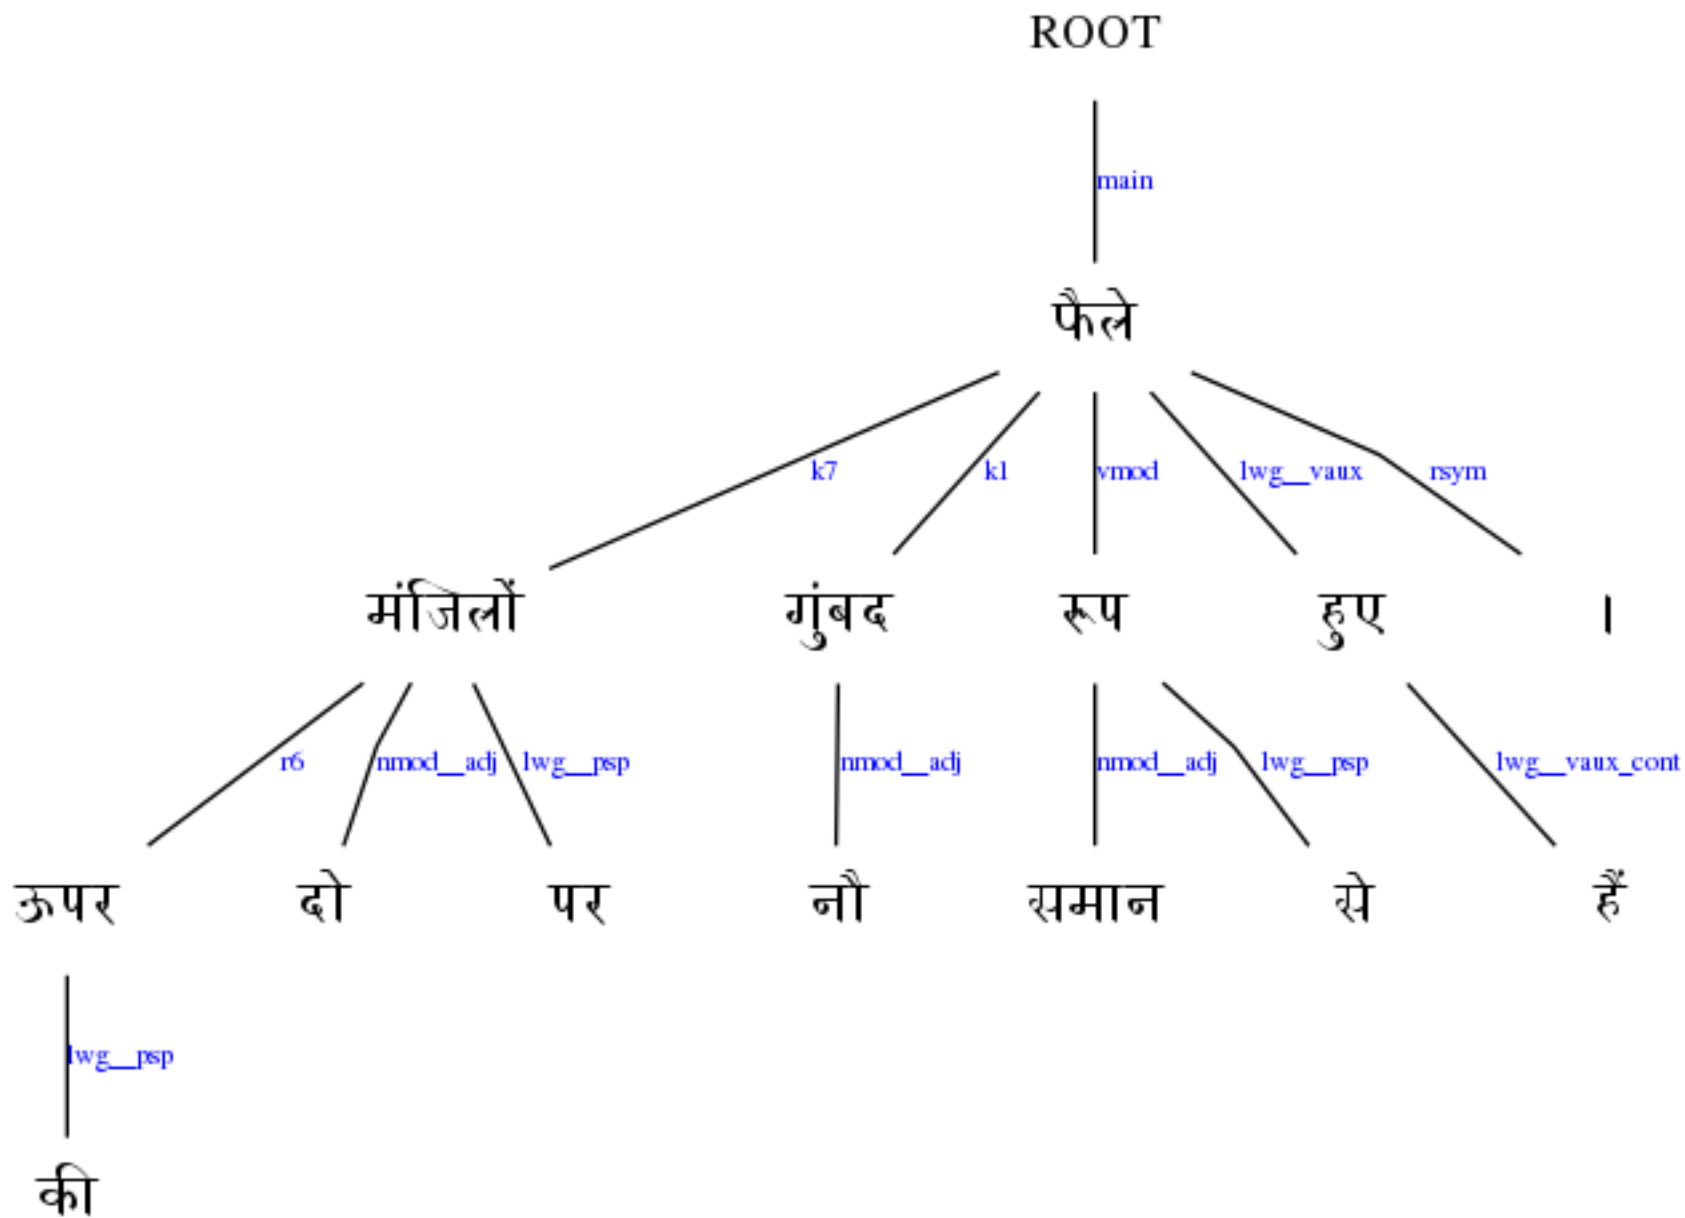 ROOT
main
फैले
k7 k1 vmod lwg__vaux rsym
मंजिलों गुंबद रूप हुए ।
r6 nmod__adj lwg__psp nmod__adj nmod__adj lwg__psp lwg__vaux_cont
ऊपर दो पर नौ समान से हैं
lwg__psp
की